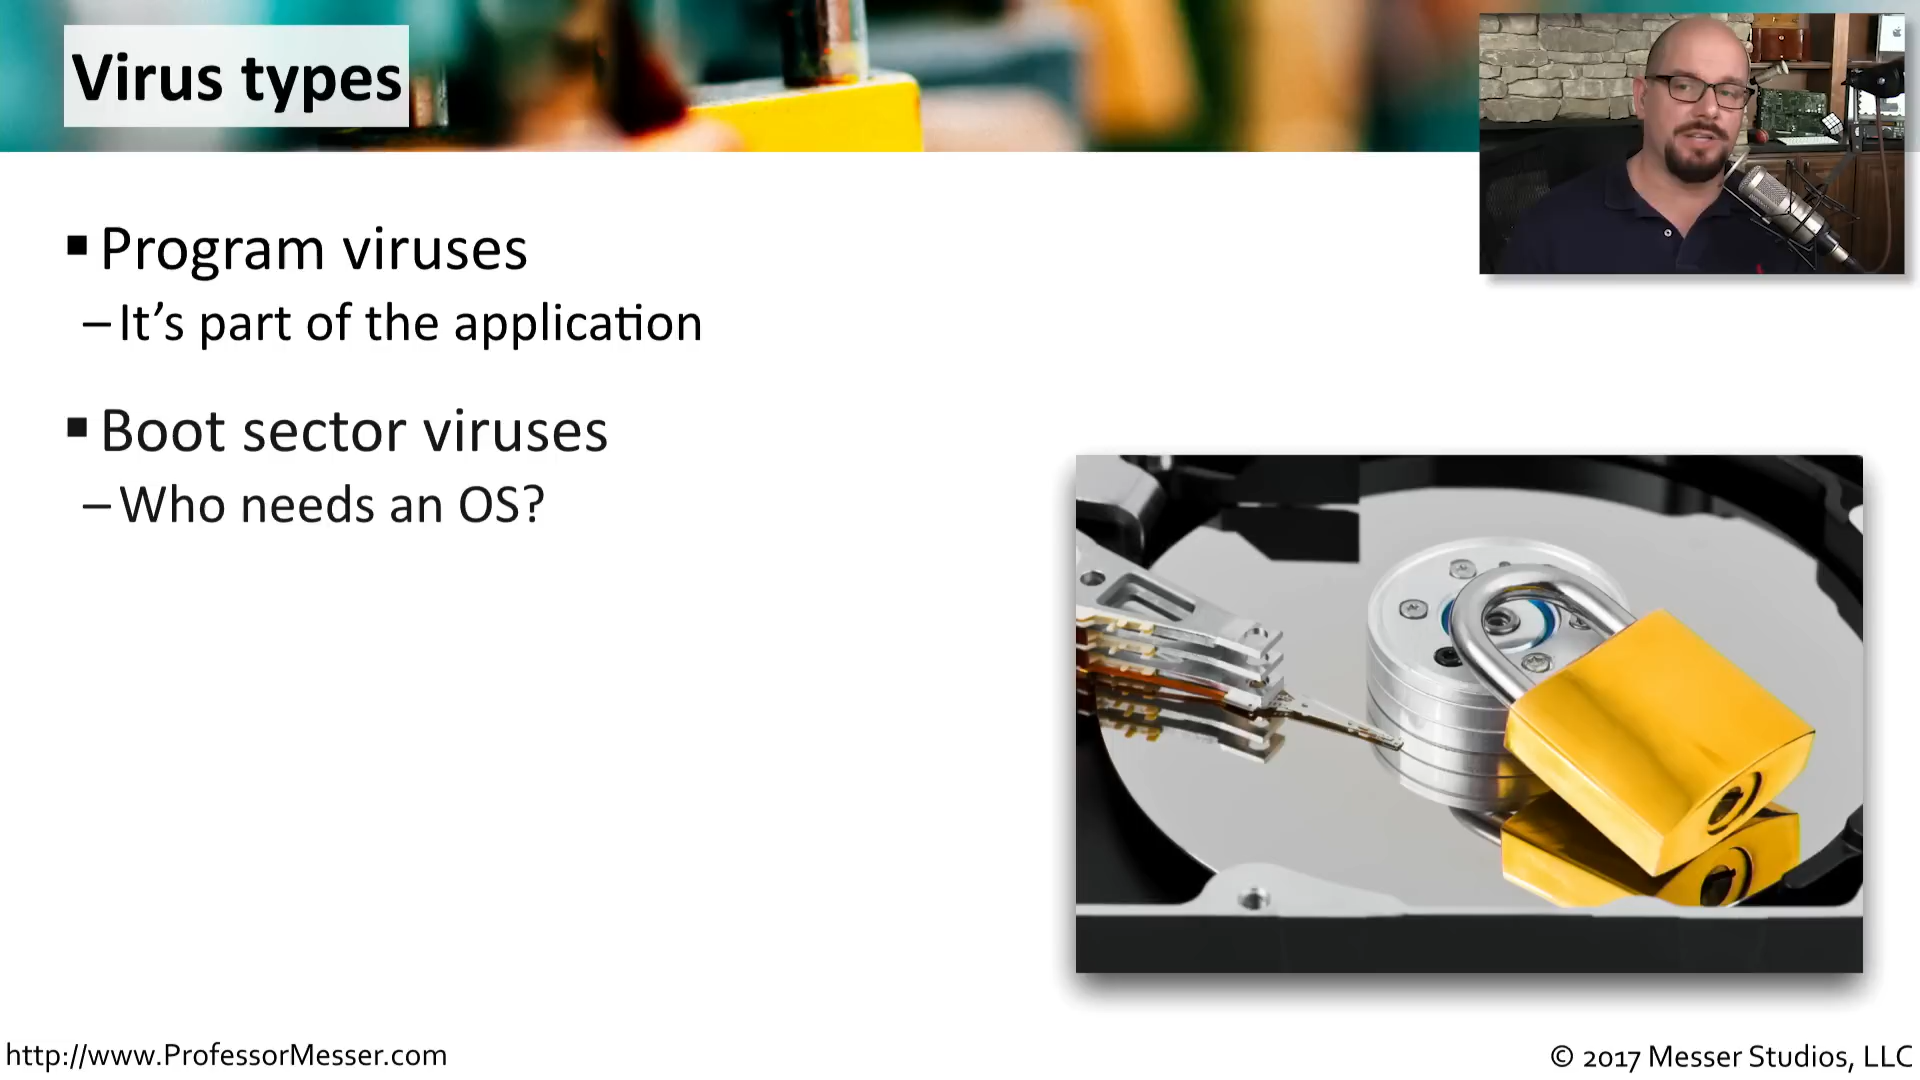 Virus types
▪ Program viruses
– It’s part of the application
▪ Boot sector viruses
– Who needs an OS?
http://www.ProfessorMesser.com
© 2017 Messer Studios, LLC